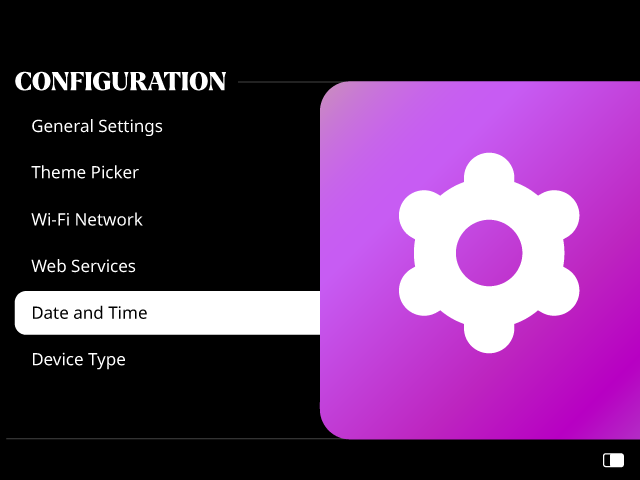 CONFIGURATION
General Settings
Theme Picker
Wi-Fi Network
Web Services
Date and Time
Device Type